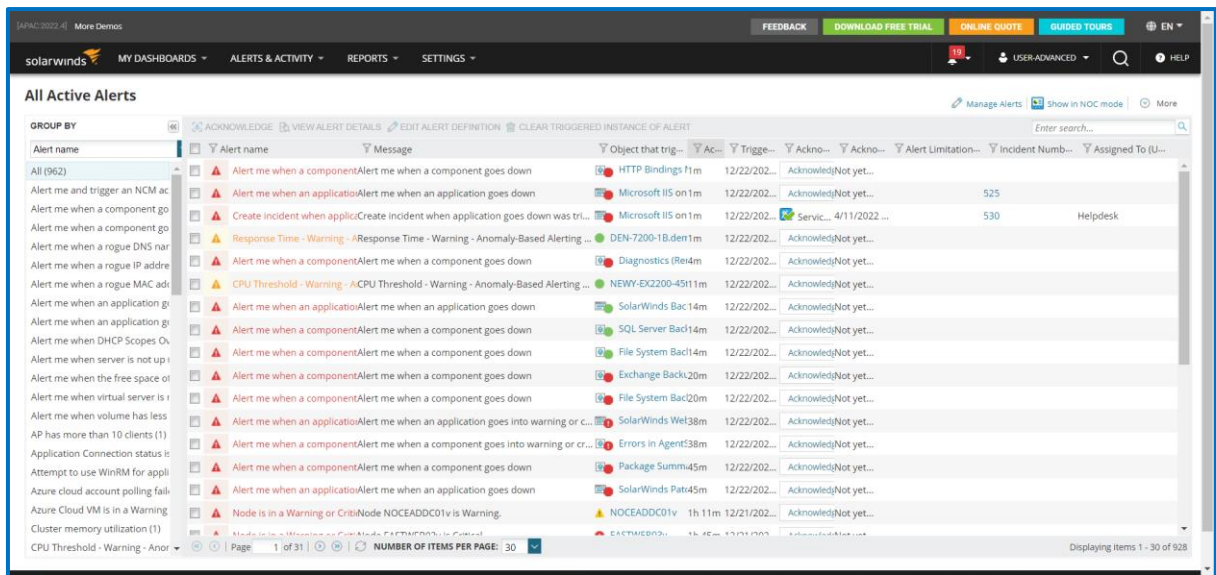 [APAC:2022.4] More Demos FEEDBACK DOWNLOAD FREE TRIAL ONLINE QUOTE GUIDED TOURS EN
solarwinds MY DASHBOARDS ALERTS & ACTIVITY REPORTS SETTINGS 19 USER-ADVANCED HELP
All Active Alerts
Manage Alerts Show in NOC mode More
GROUP BY ACKNOWLEDGE VIEW ALERT DETAILS EDIT ALERT DEFINITION CLEAR TRIGGERED INSTANCE OF ALERT Enter search...
Alert name Alert name Message Object that trig... Ac... Trigge... Ackno... Ackno... Alert Limitation... Incident Numb... Assigned To (U...
All (962) Alert me when a component Alert me when a component goes down HTTP Bindings 1m 12/22/202... Acknowled Not yet...
Alert me and trigger an NCM ac Alert me when an applicatio Alert me when an application goes down Microsoft IIS on 1m 12/22/202... Acknowled Not yet... 525
Alert me when a component go Create incident when applica Create incident when application goes down was tri... Microsoft IIS on 1m 12/22/202... Servic... 4/11/2022 ... 530 Helpdesk
Alert me when a component go Response Time - Warning - A Response Time - Warning - Anomaly-Based Alerting ... DEN-7200-1B.dem 1m 12/22/202... Acknowled Not yet...
Alert me when a rogue DNS nar Alert me when a component Alert me when a component goes down Diagnostics (Rem 4m 12/22/202... Acknowled Not yet...
Alert me when a rogue IP addre CPU Threshold - Warning - A CPU Threshold - Warning - Anomaly-Based Alerting ... NEWY-EX2200-45 11m 12/22/202... Acknowled Not yet...
Alert me when a rogue MAC add Alert me when an applicatio Alert me when an application goes down SolarWinds Bac 14m 12/22/202... Acknowled Not yet...
Alert me when an application go Alert me when a component Alert me when a component goes down SQL Server Bac 14m 12/22/202... Acknowled Not yet...
Alert me when an application go Alert me when a component Alert me when a component goes down File System Bac 14m 12/22/202... Acknowled Not yet...
Alert me when DHCP Scopes Ov Alert me when a component Alert me when a component goes down Exchange Back 20m 12/22/202... Acknowled Not yet...
Alert me when server is not up Alert me when a component Alert me when a component goes down File System Bac 20m 12/22/202... Acknowled Not yet...
Alert me when the free space of Alert me when an applicatio Alert me when an application goes into warning or c... SolarWinds Wel 38m 12/22/202... Acknowled Not yet...
Alert me when virtual server is Alert me when a component Alert me when a component goes into warning or cr... Errors in Agent 38m 12/22/202... Acknowled Not yet...
Alert me when volume has less Alert me when a component Alert me when a component goes down Package Summ 45m 12/22/202... Acknowled Not yet...
AP has more than 10 clients (1) Alert me when an applicatio Alert me when an application goes down SolarWinds Patc 45m 12/22/202... Acknowled Not yet...
Application Connection status is Node is in a Warning or Criti Node NOCEADDC01v is Warning. NOCEADDC01v 1h 11m 12/21/202... Acknowled Not yet...
Attempt to use WinRM for appli
Azure cloud account polling faile
Azure Cloud VM is in a Warning
Cluster memory utilization (1)
CPU Threshold - Warning - Anor Page 1 of 31 NUMBER OF ITEMS PER PAGE: 30 Displaying items 1 - 30 of 928